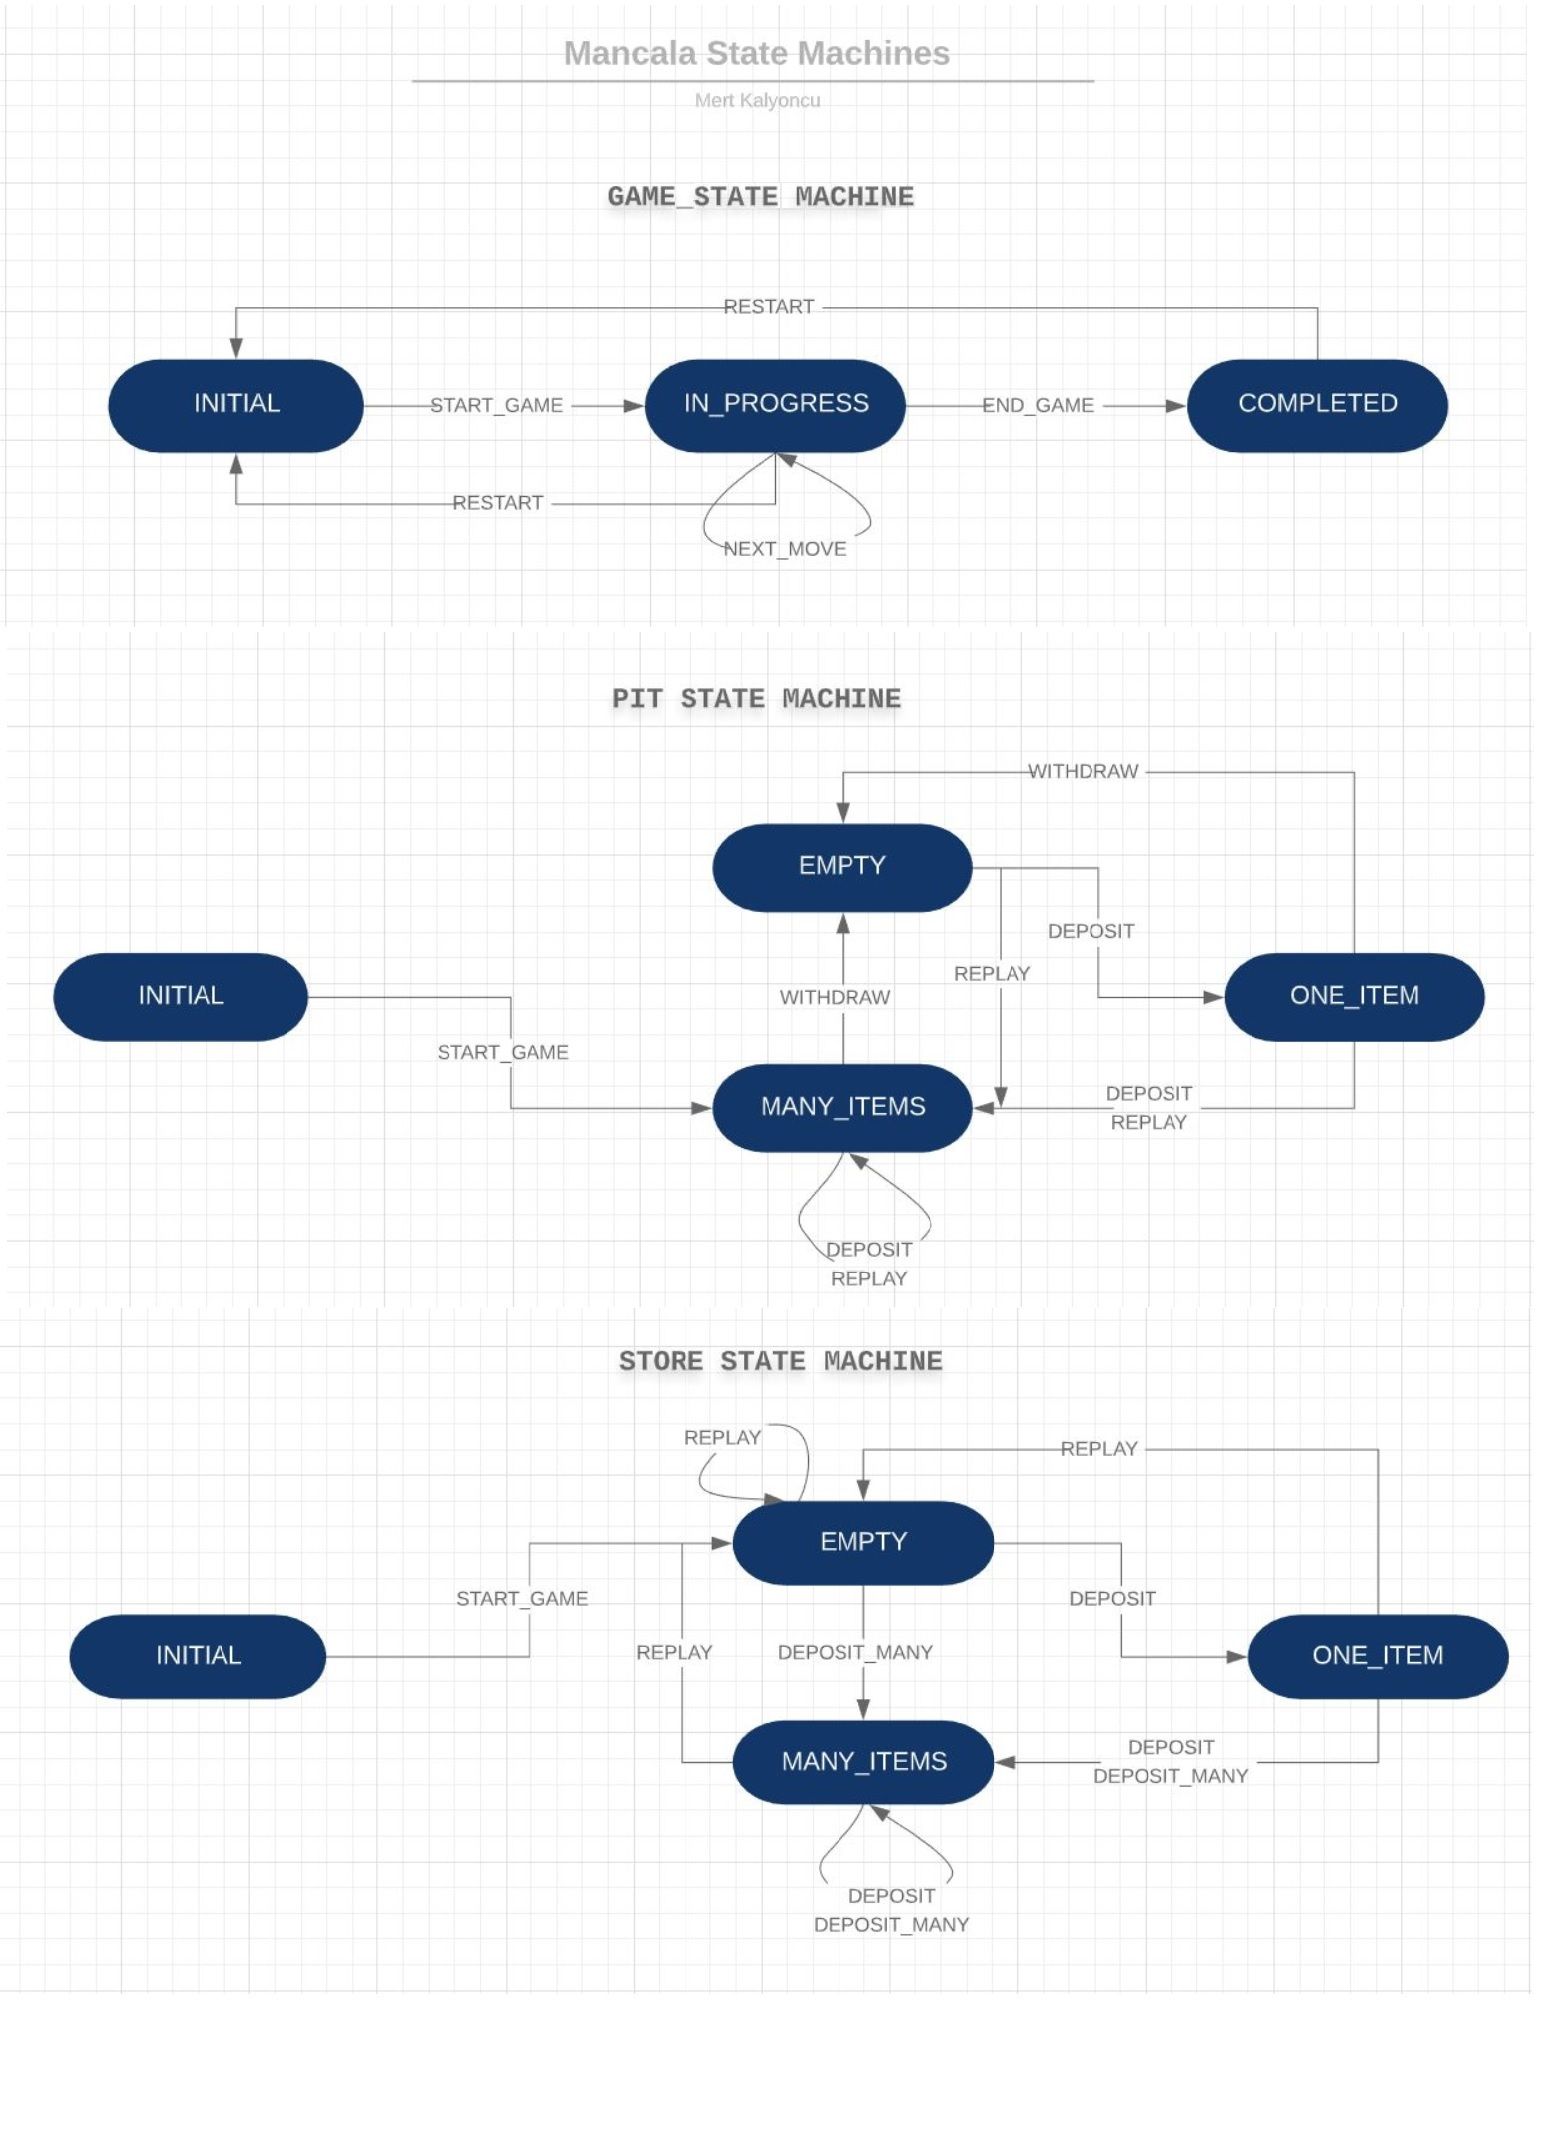 Mancala State Machines
Mert Kalyoncu
GAME_STATE MACHINE
RESTART
INITIAL
START_GAME
IN_PROGRESS
END_GAME
COMPLETED
RESTART
NEXT_MOVE
PIT STATE MACHINE
WITHDRAW
EMPTY
DEPOSIT
REPLAY
WITHDRAW
INITIAL
ONE_ITEM
START_GAME
MANY_ITEMS
DEPOSIT
REPLAY
DEPOSIT
REPLAY
STORE STATE MACHINE
REPLAY
REPLAY
EMPTY
START_GAME
DEPOSIT
INITIAL
REPLAY
DEPOSIT_MANY
ONE_ITEM
MANY_ITEMS
DEPOSIT
DEPOSIT_MANY
DEPOSIT
DEPOSIT_MANY